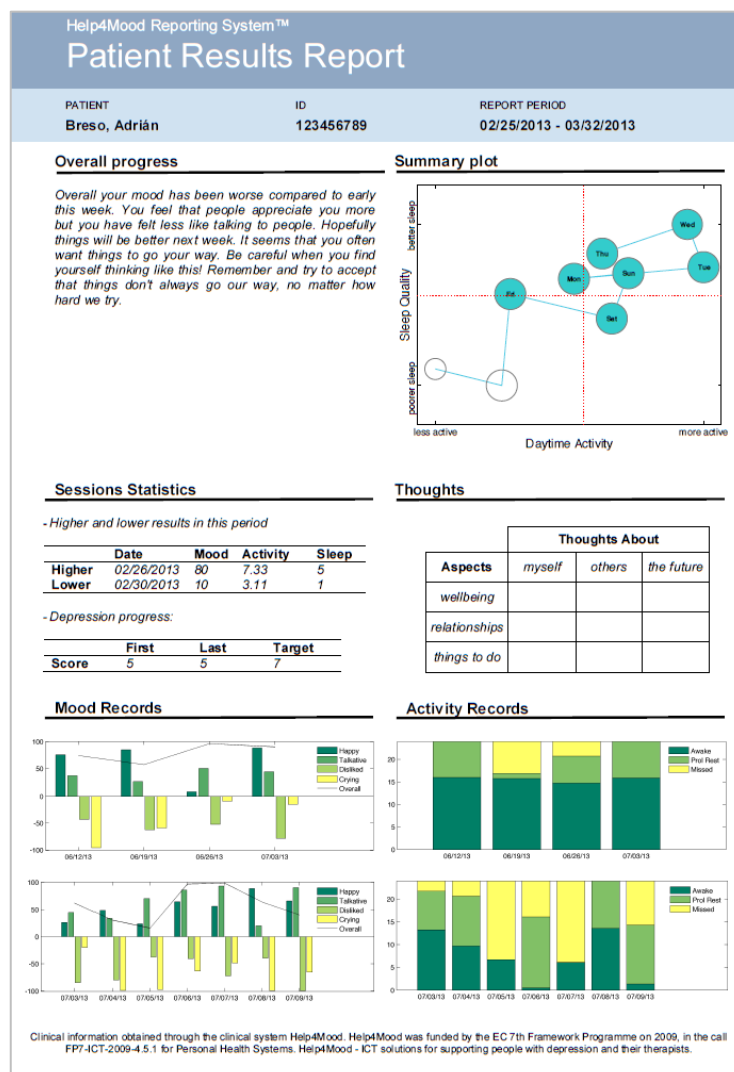 Help4Mood Reporting System™
Patient Results Report
PATIENT ID REPORT PERIOD
Breso, Adrián 123456789 02/25/2013 - 03/32/2013
Overall progress
Overall your mood has been worse compared to early
this week. You feel that people appreciate you more
but you have felt less like talking to people. Hopefully
things will be better next week. It seems that you often
want things to go your way. Be careful when you find
yourself thinking like this! Remember and try to accept
that things don't always go our way, no matter how
hard we try.
Summary plot
better sleep
Sleep Quality
poorer sleep
Wed
Thu
Tue
Sun
Mon
Fri
Sat
less active more active
Daytime Activity
Sessions Statistics
- Higher and lower results in this period
Date Mood Activity Sleep
Higher 02/26/2013 80 7.33 5
Lower 02/30/2013 10 3.11 1
- Depression progress:
First Last Target
Score 5 5 7
Thoughts
Thoughts About
Aspects myself others the future
wellbeing
relationships
things to do
Mood Records
100
50
0
-50
-100
Happy
Talkative
Disliked
Crying
Overall
06/12/13 06/19/13 06/26/13 07/03/13
100
50
0
-50
-100
Happy
Talkative
Disliked
Crying
Overall
07/03/13 07/04/13 07/05/13 07/06/13 07/07/13 07/08/13 07/09/13
Activity Records
20
15
10
5
0
Awake
Prol Rest
Missed
06/12/13 06/19/13 06/26/13 07/03/13
20
15
10
5
0
Awake
Prol Rest
Missed
07/03/13 07/04/13 07/05/13 07/06/13 07/07/13 07/08/13 07/09/13
Clinical information obtained through the clinical system Help4Mood. Help4Mood was funded by the EC 7th Framework Programme on 2009, in the call
FP7-ICT-2009-4.5.1 for Personal Health Systems. Help4Mood - ICT solutions for supporting people with depression and their therapists.